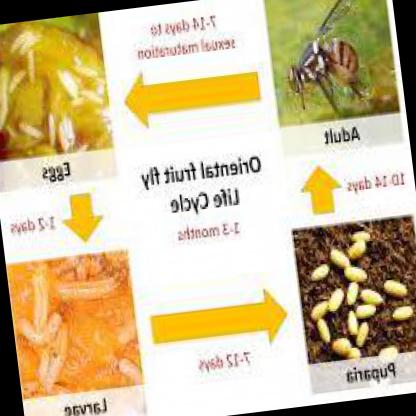 7-14 days to
sexual maturation
Adult
Eggs
Oriental fruit fly
Life Cycle
1-3 months
10-14 days
1-2 days
7-12 days
Puparia
Larvae